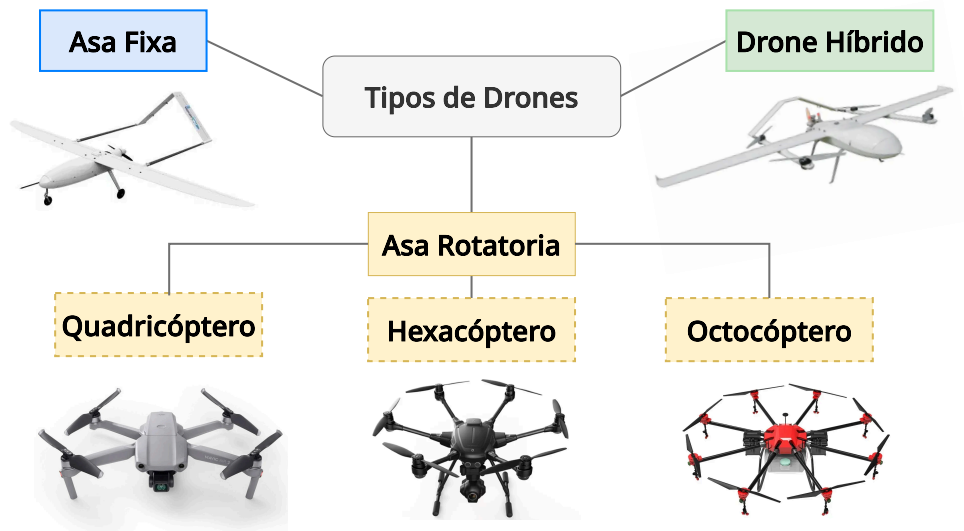 Asa Fixa
Drone Híbrido
Tipos de Drones
Asa Rotatoria
Quadricóptero
Hexacóptero
Octocóptero